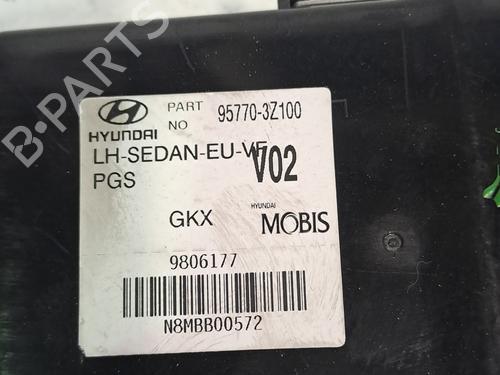 PART NO 95770-3Z100
HYUNDAI
LH-SEDAN-EU-VF
V02
PGS
GKX
HYUNDAI
MOBIS
9806177
N8MBB00572
B-PARTS